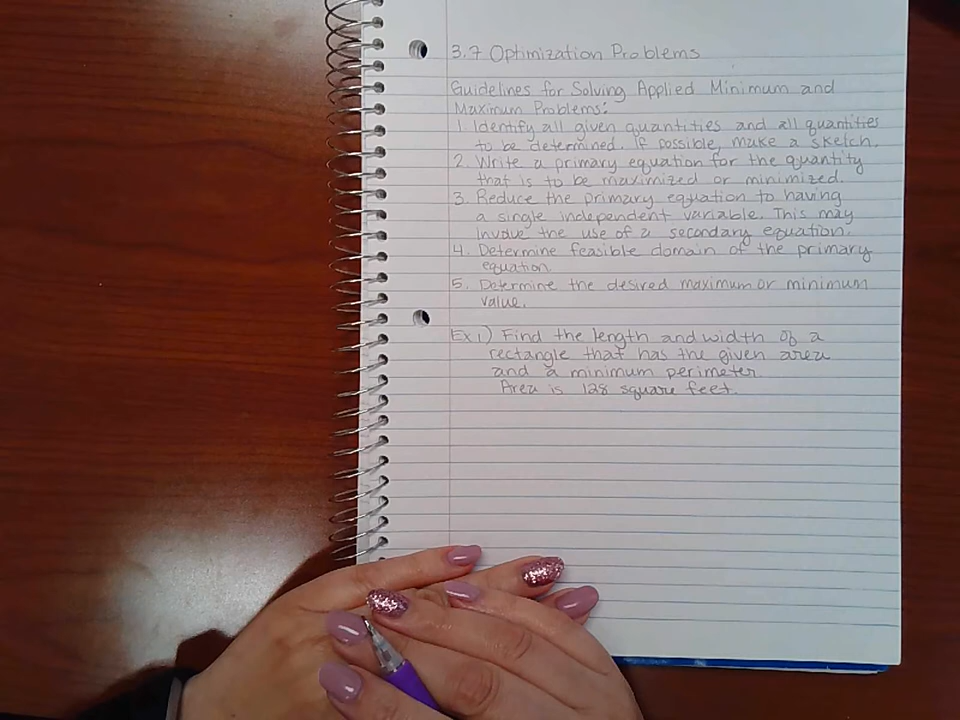 3.7 Optimization Problems
Guidelines for Solving Applied Minimum and
Maximum Problems:
1. Identify all given quantities and all quantities
to be determined. If possible, make a sketch.
2. Write a primary equation for the quantity
that is to be maximized or minimized.
3. Reduce the primary equation to having
a single independent variable. This may
involve the use of a secondary equation.
4. Determine feasible domain of the primary
equation.
5. Determine the desired maximum or minimum
value.
Ex 1) Find the length and width of a
rectangle that has the given area
and a minimum perimeter.
Area is 128 square feet.